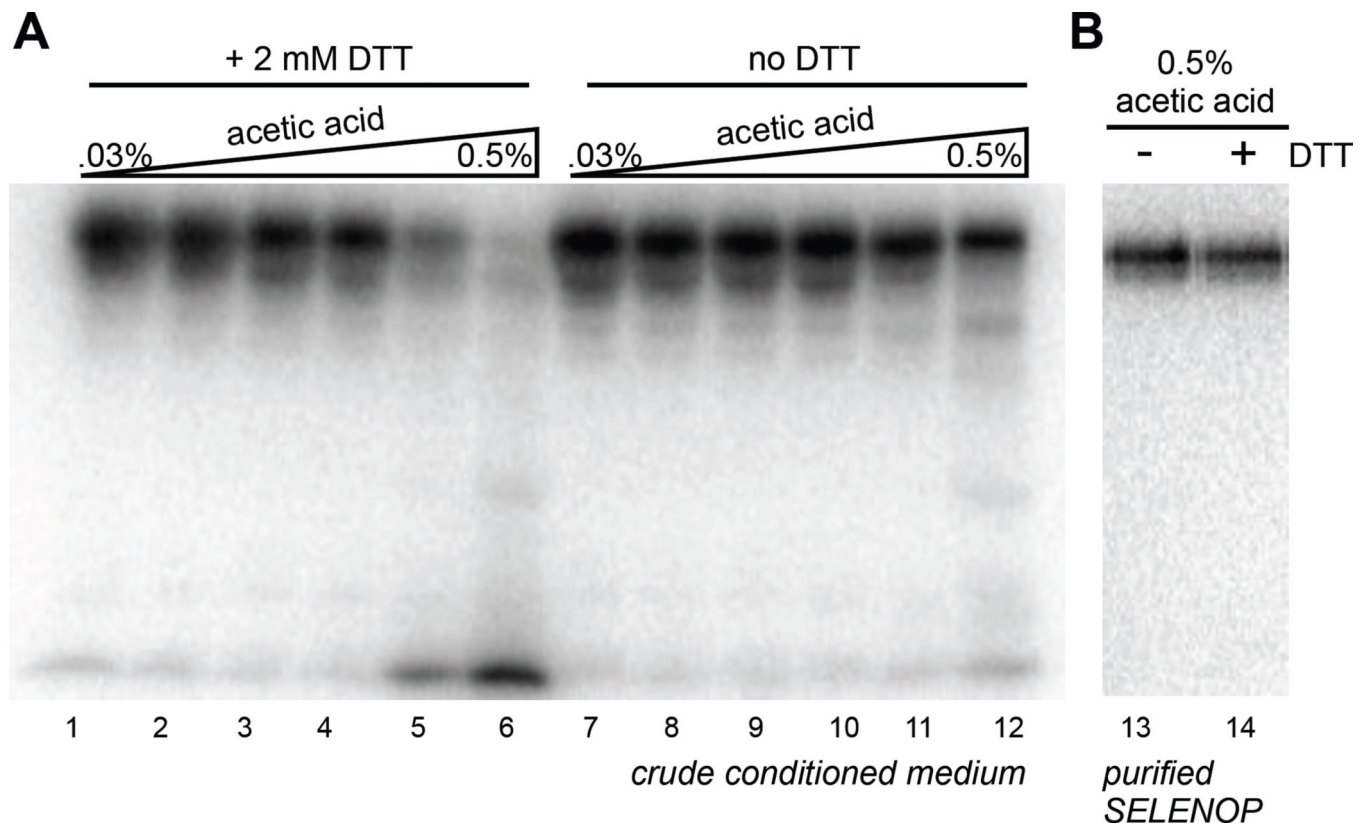 A
B
+ 2 mM DTT
no DTT
0.5%
acetic acid
acetic acid
acetic acid
.03%
0.5%
.03%
0.5%
- + DTT
1 2 3 4 5 6 7 8 9 10 11 12 13 14
crude conditioned medium
purified
SELENOP